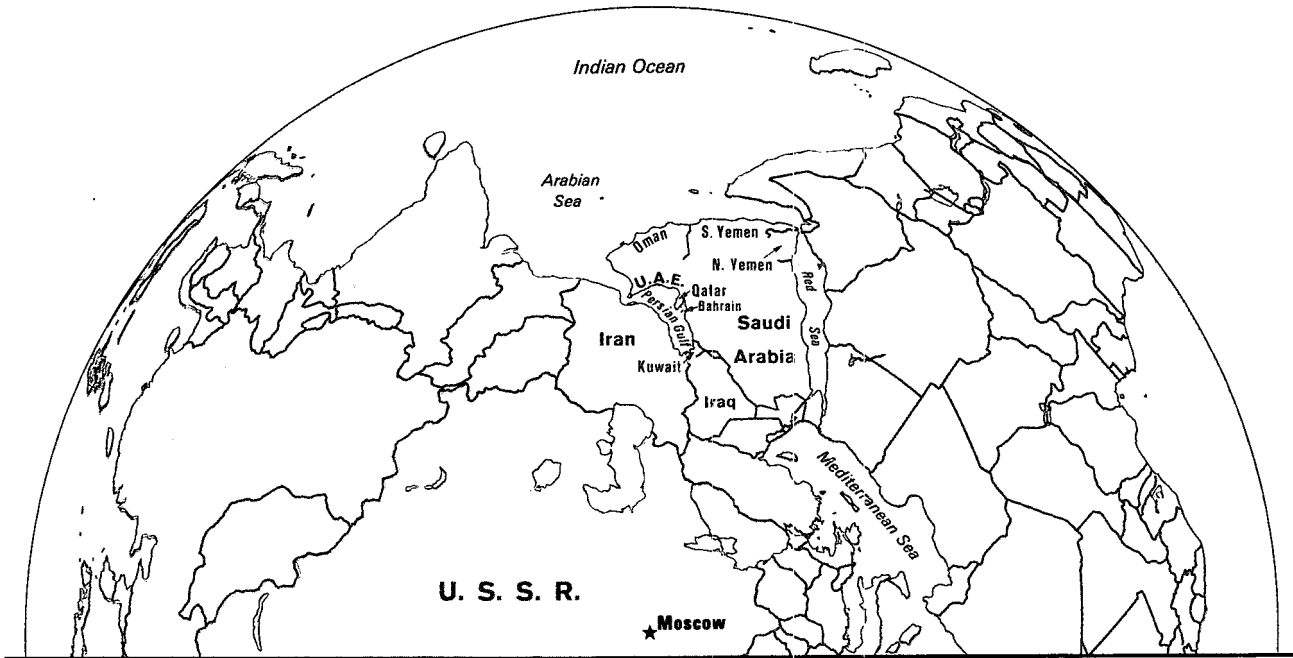 Indian Ocean
Arabian
Sea
Oman
S. Yemen
N. Yemen
U.A.E.
Qatar
Bahrain
Persian Gulf
Red Sea
Saudi
Arabia
Iran
Kuwait
Iraq
Mediterranean Sea
U. S. S. R.
Moscow